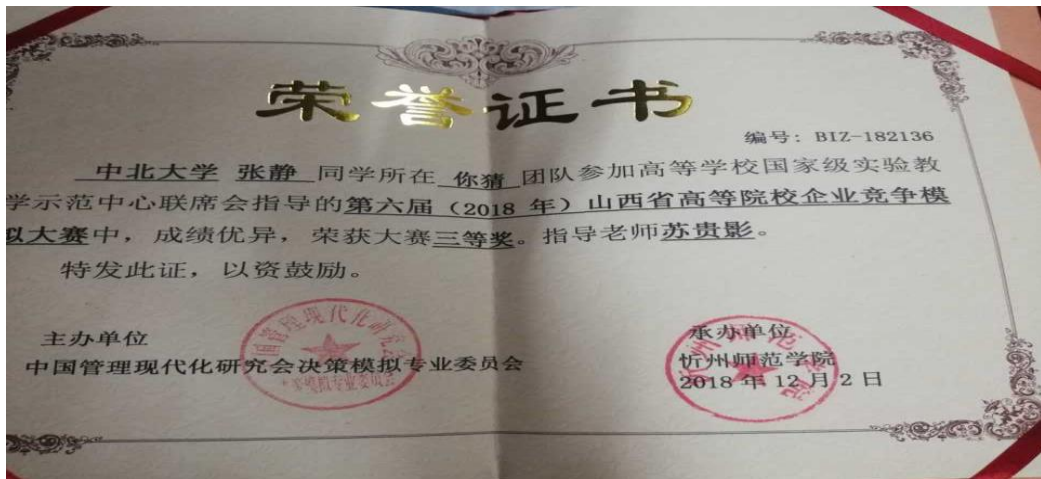 荣誉证书
编号：BIZ-182136
中北大学 张静 同学所在 你猜 团队参加高等学校国家级实验教
学示范中心联席会指导的第六届（2018 年）山西省高等院校企业竞争模
拟大赛中，成绩优异，荣获大赛三等奖。指导老师苏贵影。
特发此证，以资鼓励。
主办单位
中国管理现代化研究会决策模拟专业委员会
承办单位
忻州师范学院
2018 年 12 月 2 日